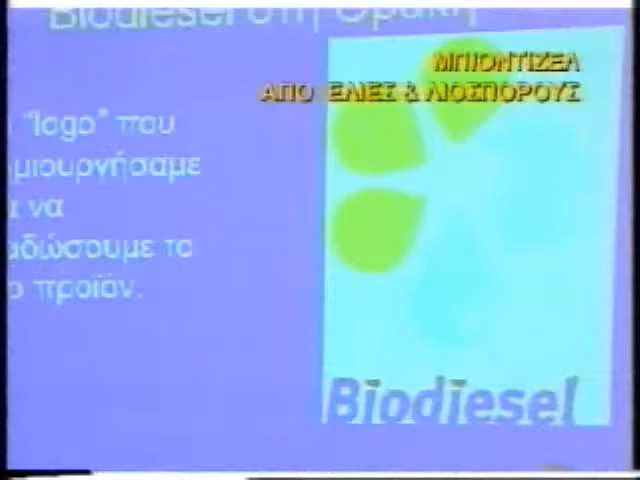 Biodiesel στη Θράκη
ΜΠΙΟΝΤΙΖΕΛ
ΑΠΟ ΕΛΙΕΣ & ΛΙΟΣΠΟΡΟΥΣ
"logo" που
μιουργήσαμε
να
αδώσουμε το
προϊόν.
Biodiesel